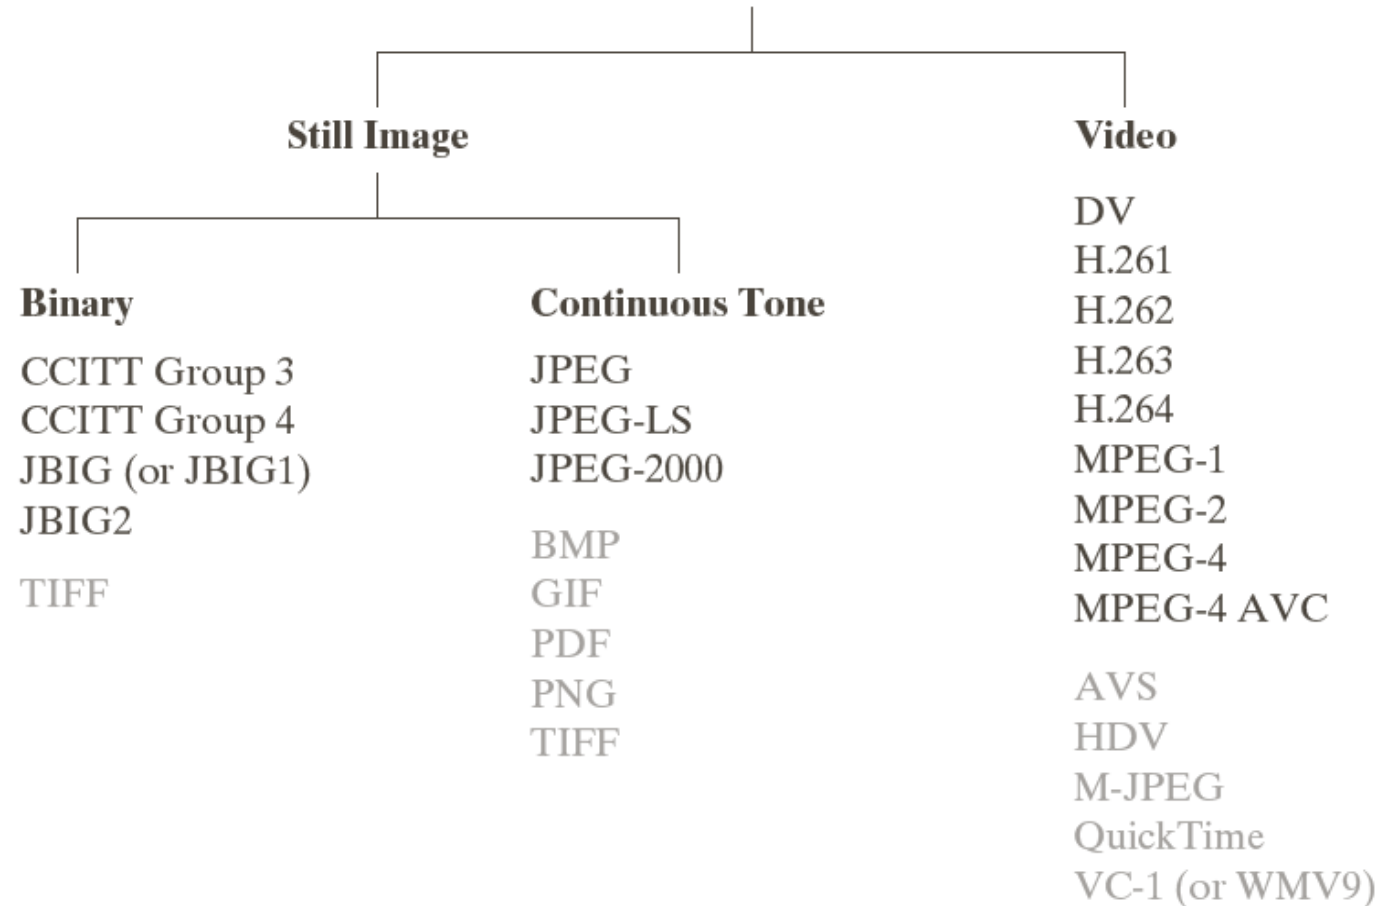 Still Image
Video
Binary
CCITT Group 3
CCITT Group 4
JBIG (or JBIG1)
JBIG2
TIFF
Continuous Tone
JPEG
JPEG-LS
JPEG-2000
BMP
GIF
PDF
PNG
TIFF
DV
H.261
H.262
H.263
H.264
MPEG-1
MPEG-2
MPEG-4
MPEG-4 AVC
AVS
HDV
M-JPEG
QuickTime
VC-1 (or WMV9)